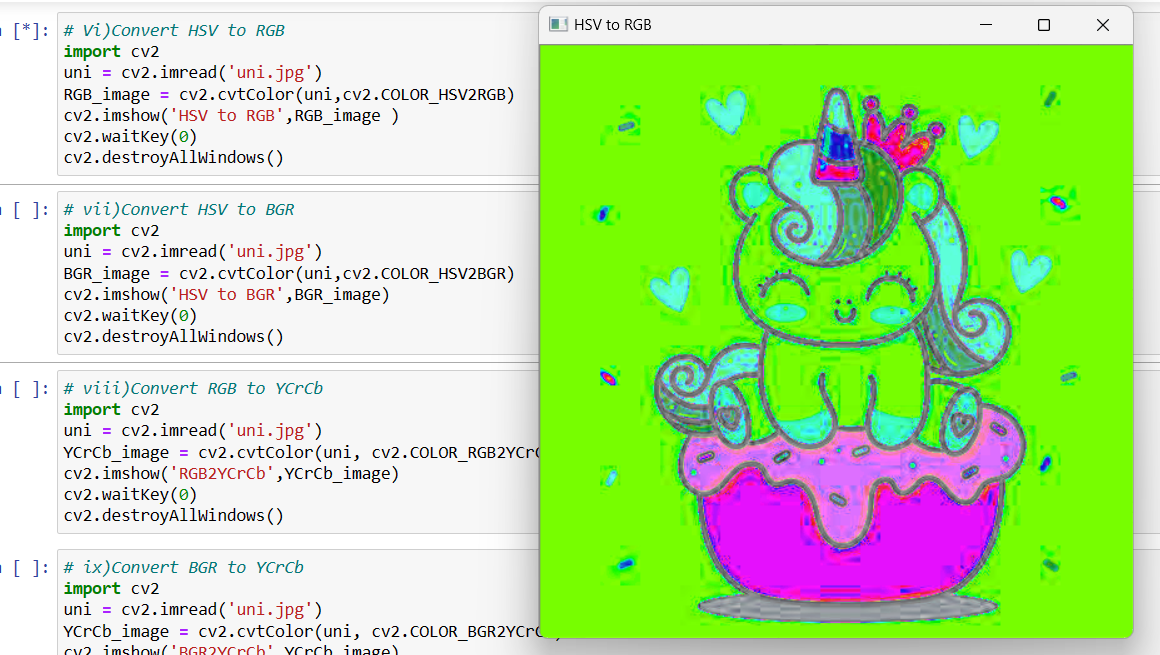 [*]:
# Vi)Convert HSV to RGB
import cv2
uni = cv2.imread('uni.jpg')
RGB_image = cv2.cvtColor(uni,cv2.COLOR_HSV2RGB)
cv2.imshow('HSV to RGB',RGB_image )
cv2.waitKey(0)
cv2.destroyAllWindows()
[ ]:
# vii)Convert HSV to BGR
import cv2
uni = cv2.imread('uni.jpg')
BGR_image = cv2.cvtColor(uni,cv2.COLOR_HSV2BGR)
cv2.imshow('HSV to BGR',BGR_image)
cv2.waitKey(0)
cv2.destroyAllWindows()
[ ]:
# viii)Convert RGB to YCrCb
import cv2
uni = cv2.imread('uni.jpg')
YCrCb_image = cv2.cvtColor(uni, cv2.COLOR_RGB2YCrC
cv2.imshow('RGB2YCrCb',YCrCb_image)
cv2.waitKey(0)
cv2.destroyAllWindows()
[ ]:
# ix)Convert BGR to YCrCb
import cv2
uni = cv2.imread('uni.jpg')
YCrCb_image = cv2.cvtColor(uni, cv2.COLOR_BGR2YCrC
cv2.imshow('BGR2YCrCb',YCrCb_image)
HSV to RGB